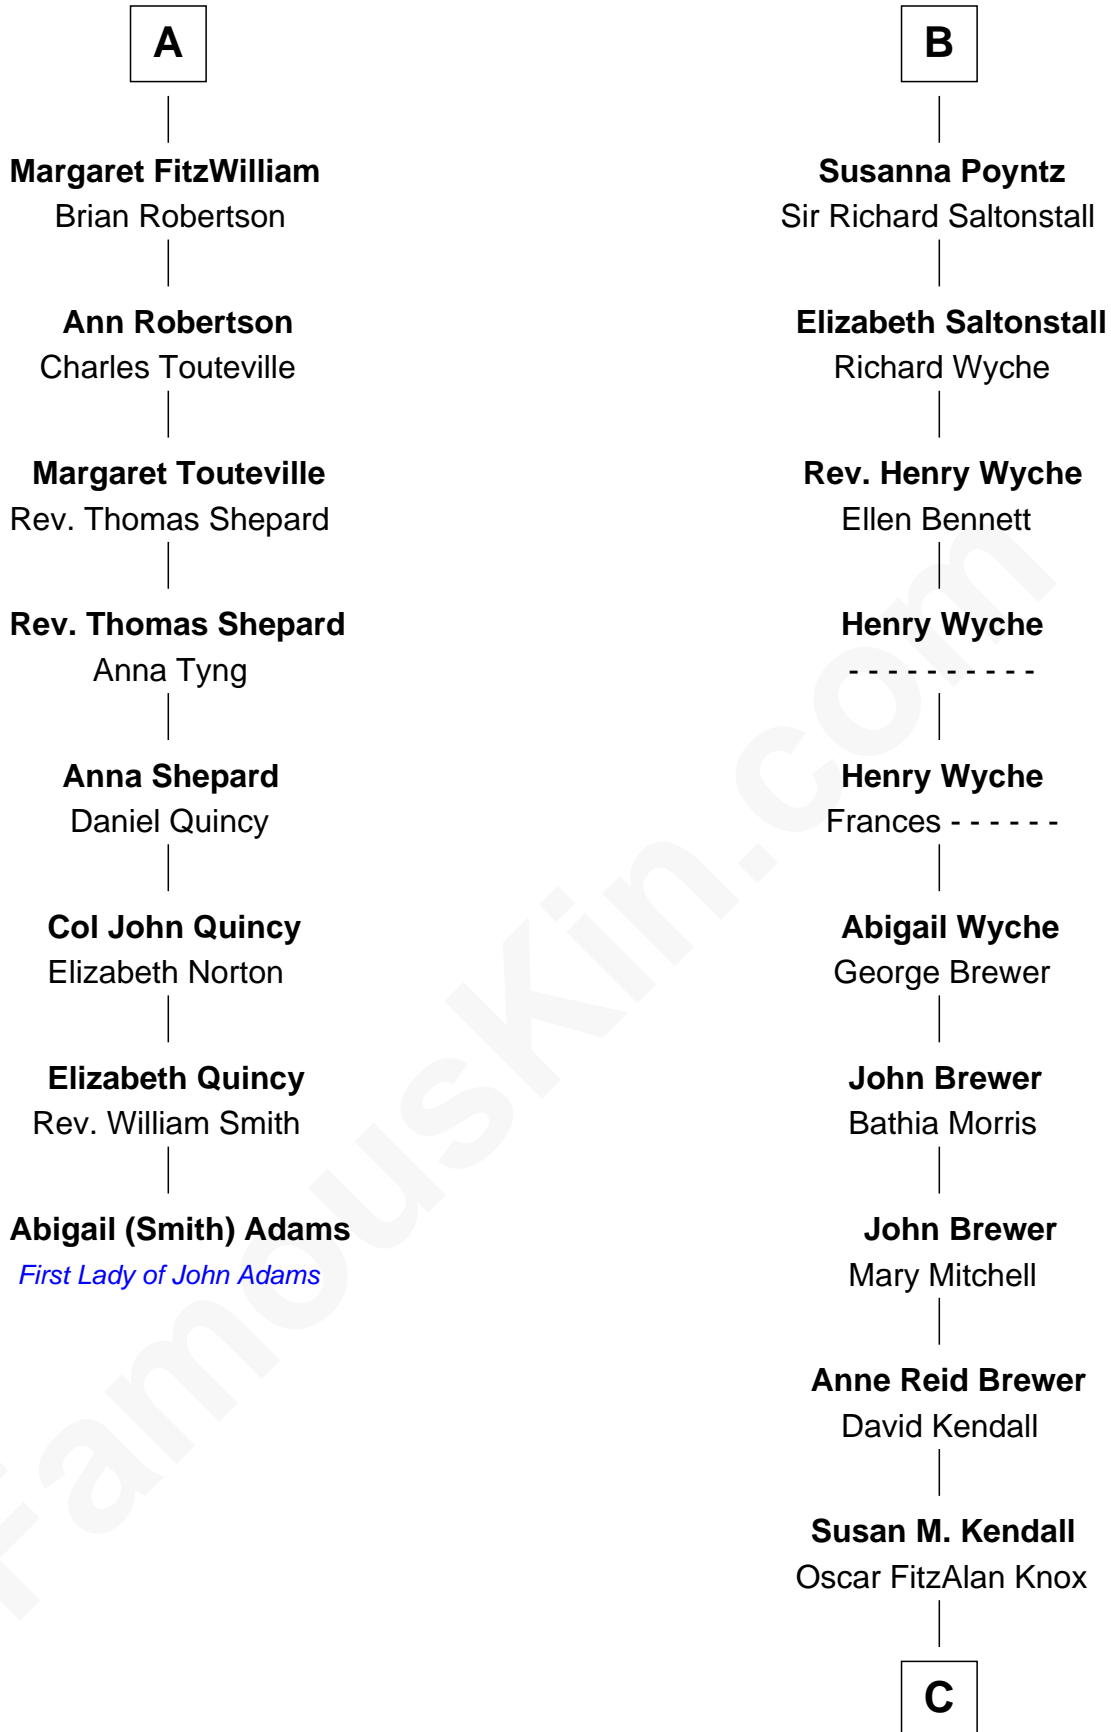 A
Margaret FitzWilliam
Brian Robertson
Ann Robertson
Charles Touteville
Margaret Touteville
Rev. Thomas Shepard
Rev. Thomas Shepard
Anna Tyng
Anna Shepard
Daniel Quincy
Col John Quincy
Elizabeth Norton
Elizabeth Quincy
Rev. William Smith
Abigail (Smith) Adams
First Lady of John Adams
B
Susanna Poyntz
Sir Richard Saltonstall
Elizabeth Saltonstall
Richard Wyche
Rev. Henry Wyche
Ellen Bennett
Henry Wyche
- - - - - - - - - -
Henry Wyche
Frances - - - - - -
Abigail Wyche
George Brewer
John Brewer
Bathia Morris
John Brewer
Mary Mitchell
Anne Reid Brewer
David Kendall
Susan M. Kendall
Oscar FitzAlan Knox
C
FamousKin.com